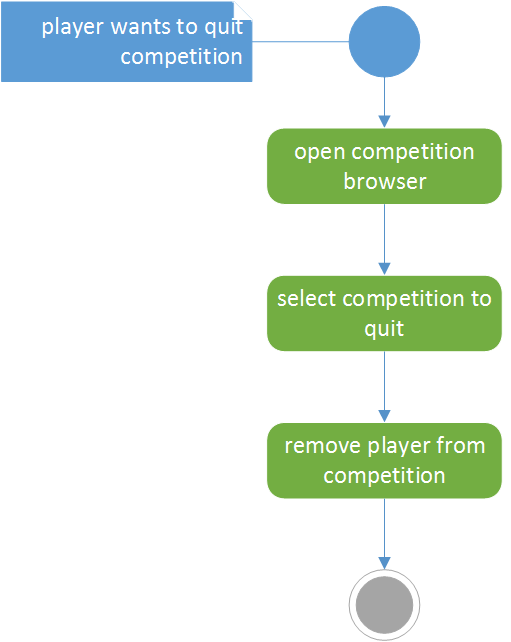 player wants to quit
competition
open competition
browser
select competition to
quit
remove player from
competition